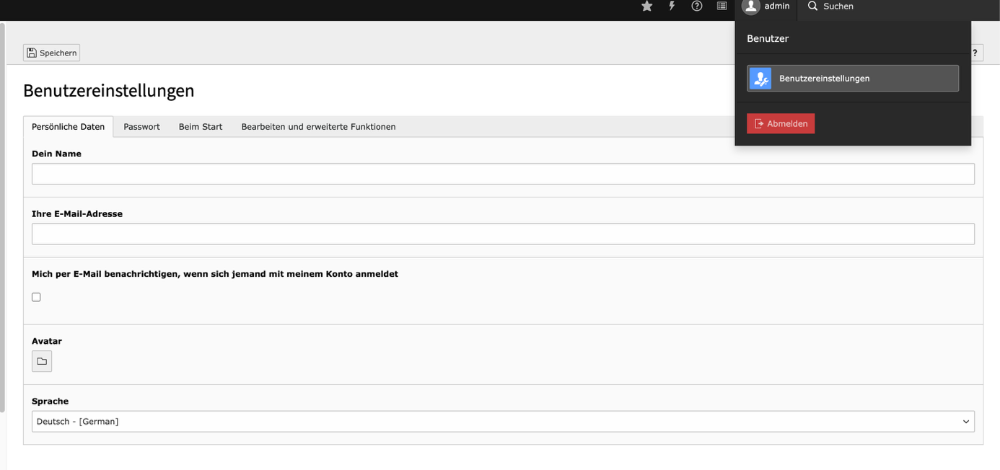 admin
Suchen
Benutzer
Benutzereinstellungen
Abmelden
Speichern
?
Benutzereinstellungen
Persönliche Daten
Passwort
Beim Start
Bearbeiten und erweiterte Funktionen
Dein Name
Ihre E-Mail-Adresse
Mich per E-Mail benachrichtigen, wenn sich jemand mit meinem Konto anmeldet
Avatar
Sprache
Deutsch - [German]